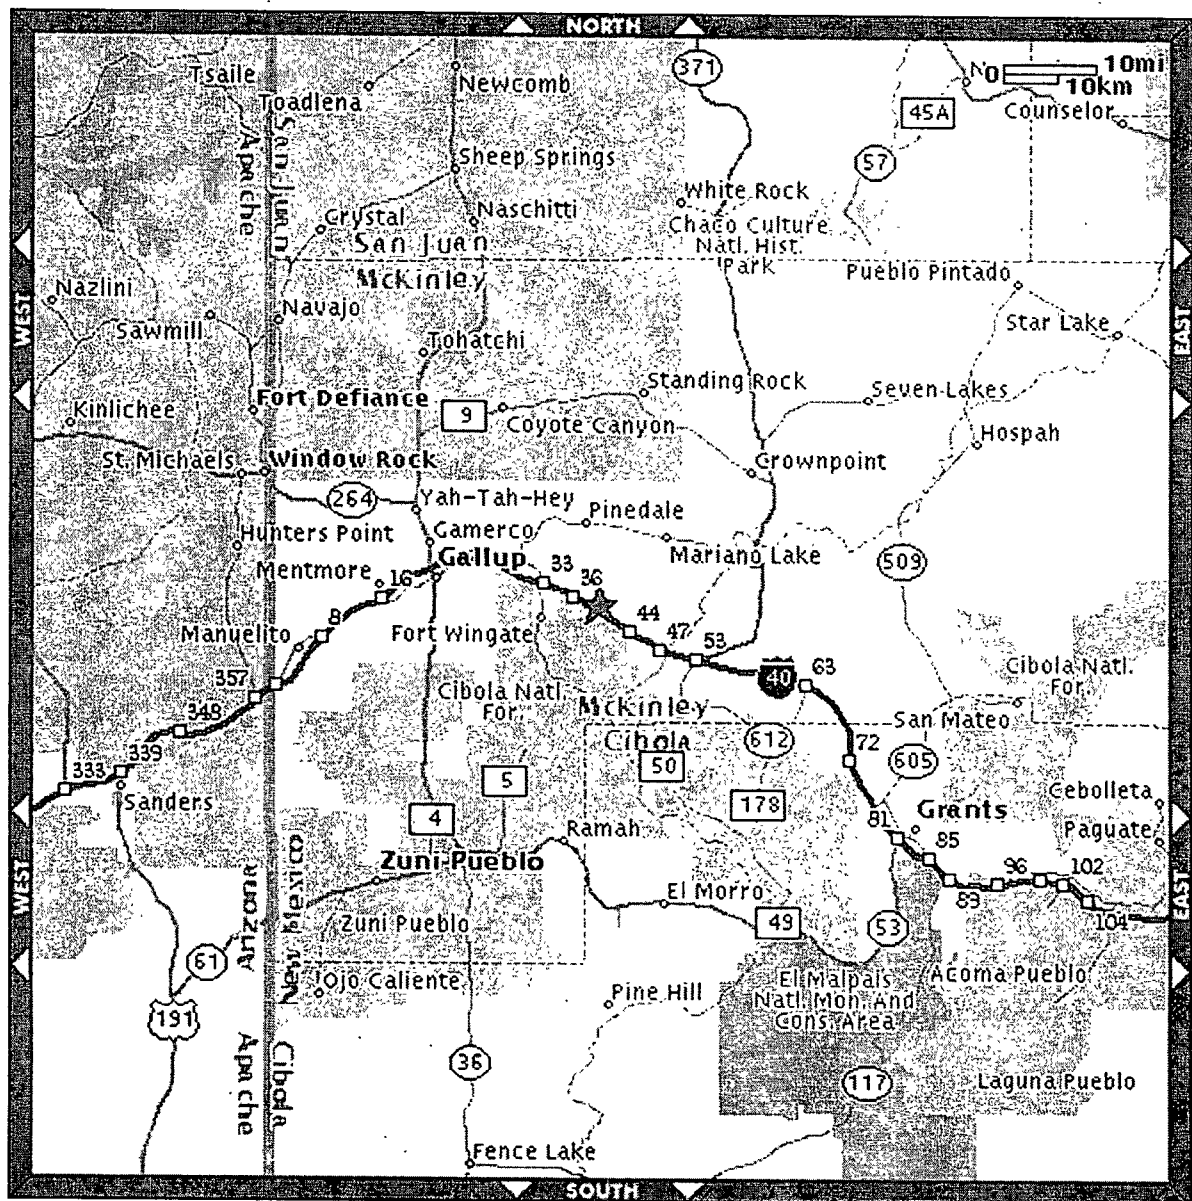 NORTH
Tsaile
Toadlena
Newcomb
371
0 10mi
10km
45A
Counselor
San Juan
Apache
Sheep Springs
57
White Rock
Crystal
Naschitti
Chaco Culture
Natl. Hist.
Park
San Juan
McKinley
WEST
EAST
Nazlini
Navajo
Pueblo Pintado
Sawmill
Tohatchi
Star Lake
Standing Rock
Seven Lakes
Kinlichee
Fort Defiance
9
Coyote Canyon
Hospah
St. Michaels
Window Rock
Crownpoint
264
Yah-Tah-Hey
Pinedale
Hunters Point
Gamerco
Mariano Lake
Gallup
509
Mentmore
16
33
36
8
44
Manuelito
Fort Wingate
47
53
357
40
63
Cibola Natl.
For.
Cibola Natl.
For.
348
McKinley
San Mateo
339
Cibola
612
72
333
50
605
5
Sanders
178
Cebolleta
4
81
Grants
Paguate
Ramah
85
Zuni Pueblo
96
102
El Morro
89
WEST
EAST
Arizona
New Mexico
Zuni Pueblo
49
53
104
61
Ojo Caliente
El Malpais
Natl. Mon. And
Cons. Area
Acoma Pueblo
Pine Hill
191
Apache
Cibola
36
117
Laguna Pueblo
Fence Lake
SOUTH